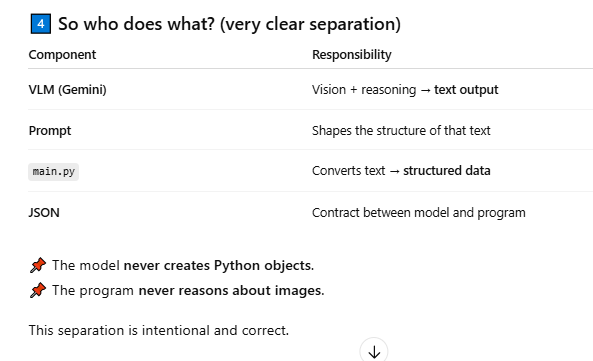 4 So who does what? (very clear separation)
Component Responsibility
VLM (Gemini) Vision + reasoning → text output
Prompt Shapes the structure of that text
main.py Converts text → structured data
JSON Contract between model and program
📌 The model never creates Python objects.
📌 The program never reasons about images.
This separation is intentional and correct.